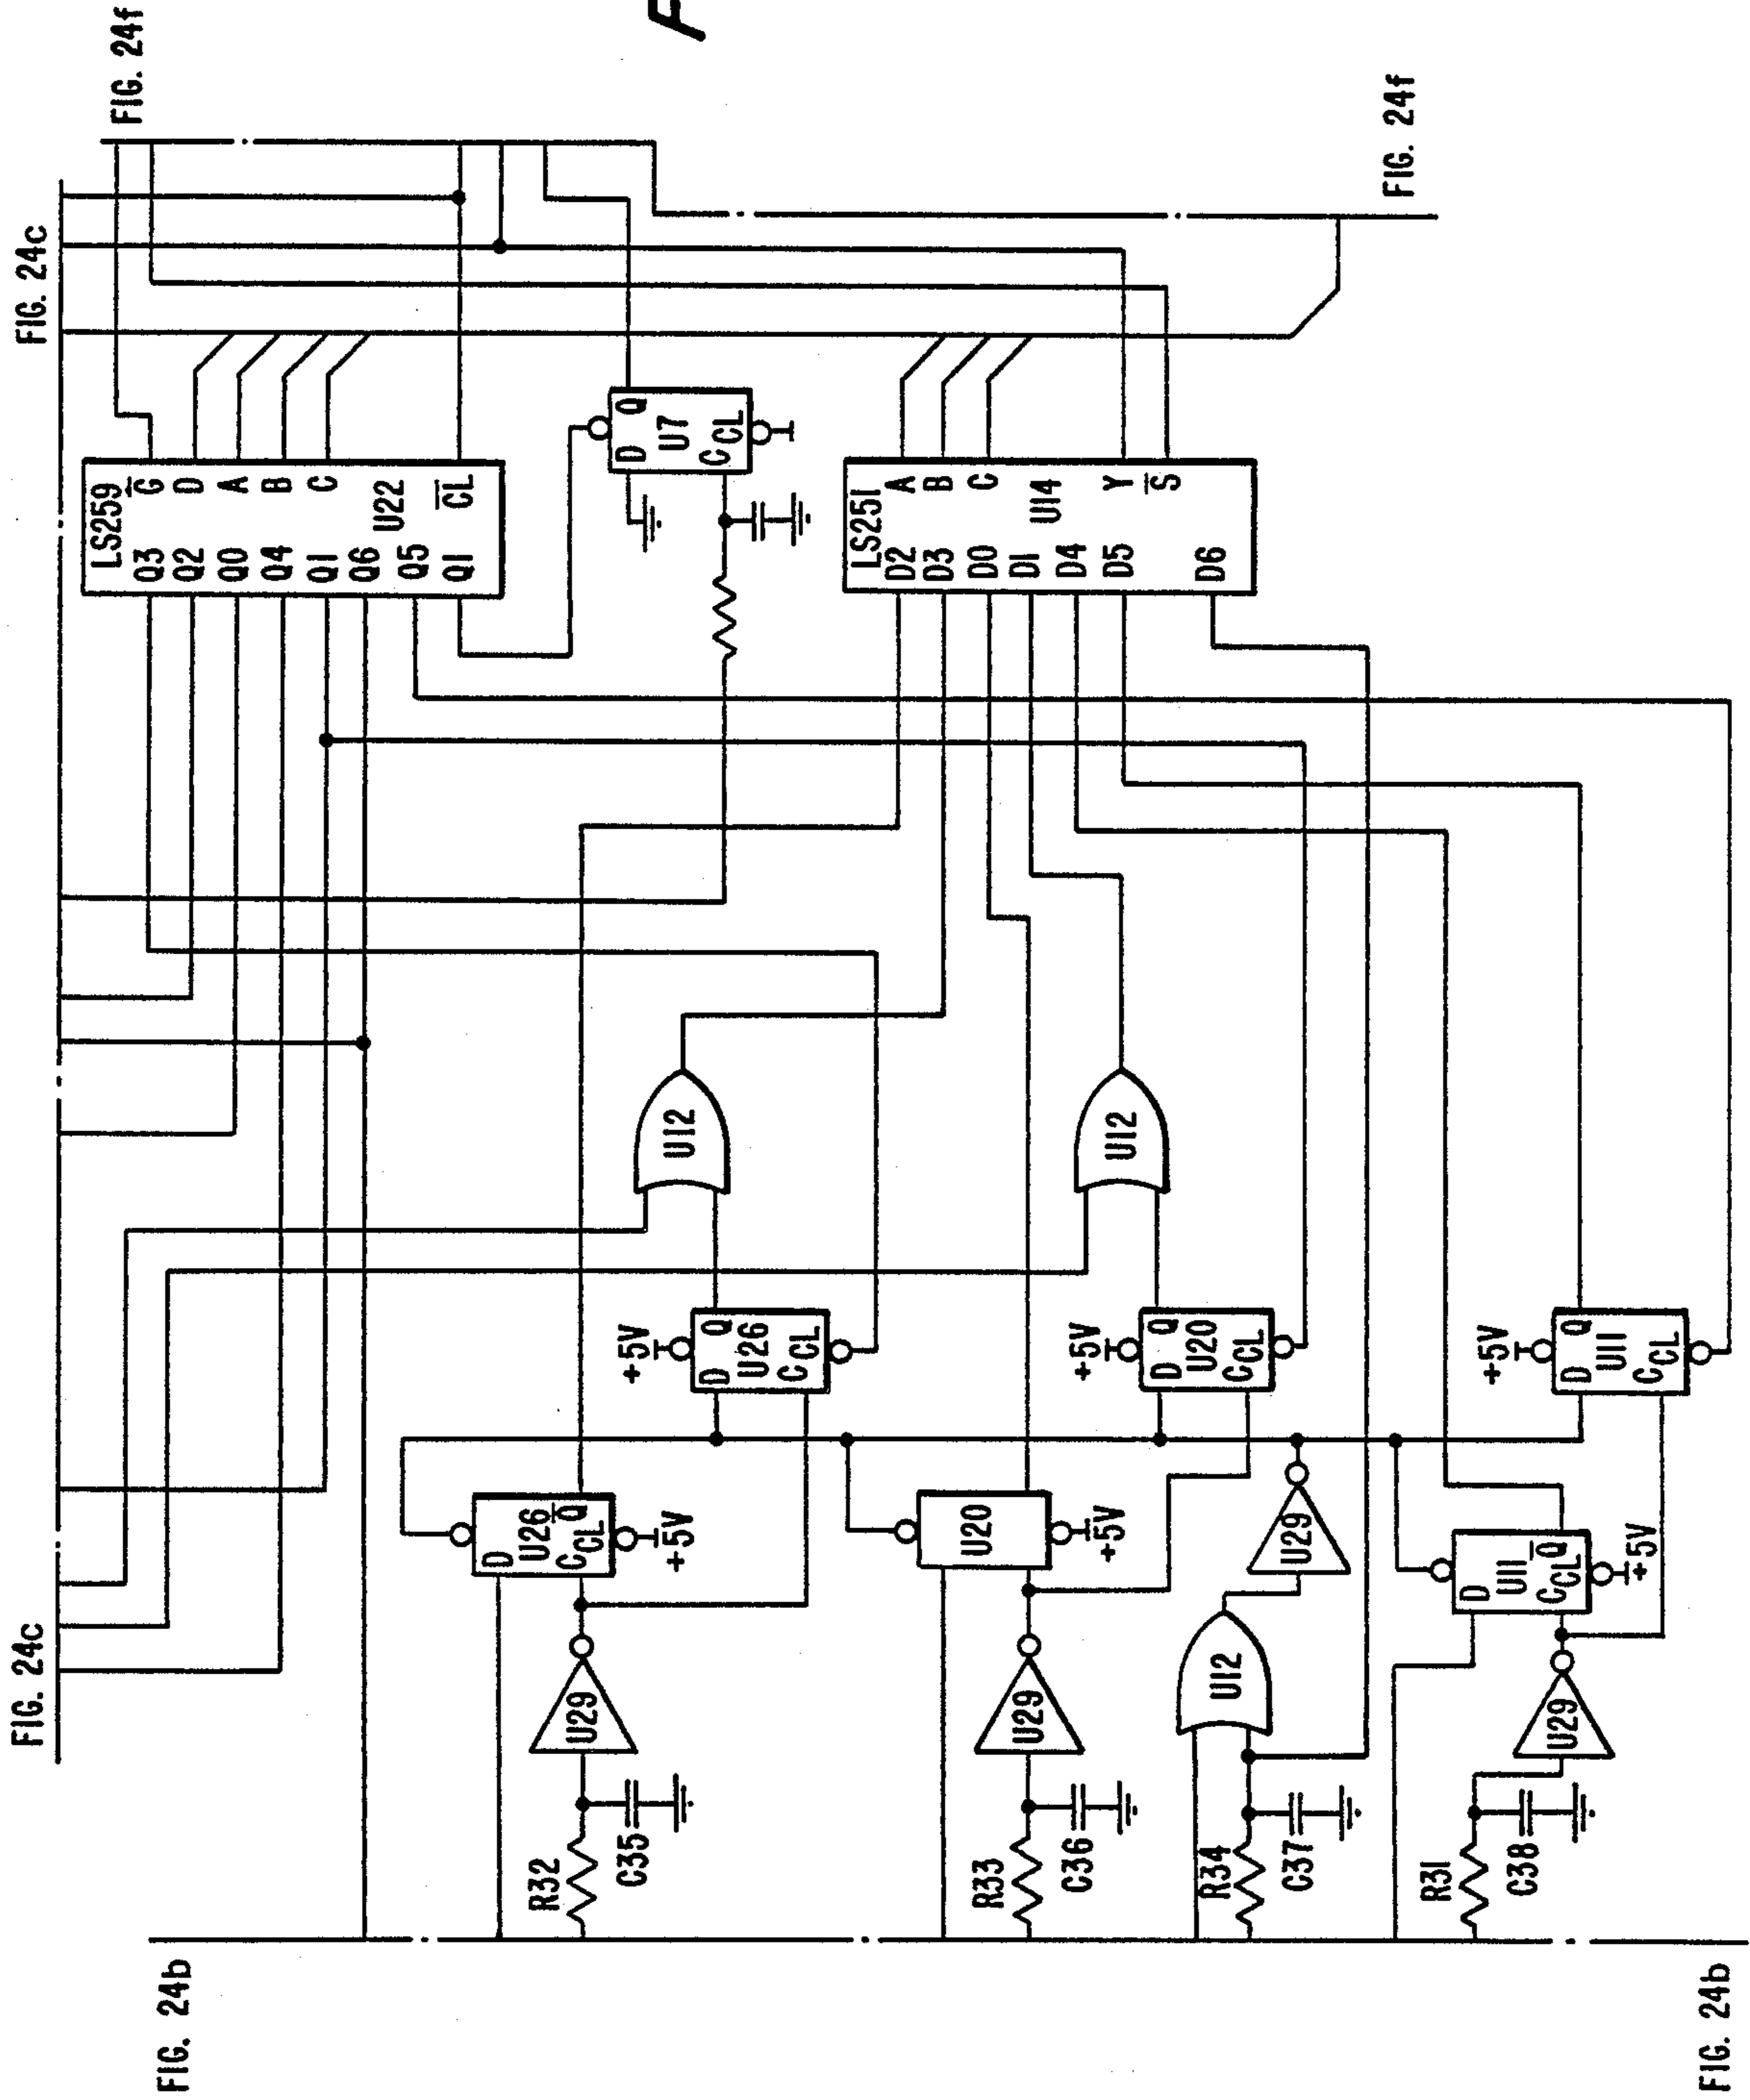 FIG. 24b
FIG. 24b
FIG. 24c
FIG. 24c
FIG. 24f
FIG. 24f
F
LS259
Q3
Q2
Q0
Q4
Q1
Q6
Q5
Q1
G
D
A
B
C
U22
CL
D
Q
U7
C
CL
LS251
D2
D3
D0
D1
D4
D5
D6
A
B
C
U14
Y
S
U12
U12
+5V
D
Q
U26
C
CL
+5V
D
Q
U20
C
CL
+5V
D
Q
U11
C
CL
D
U26
Q
C
CL
+5V
U20
+5V
U29
D
U11
Q
C
CL
+5V
U29
U29
U12
U29
R32
C35
R33
C36
R34
C37
R31
C38